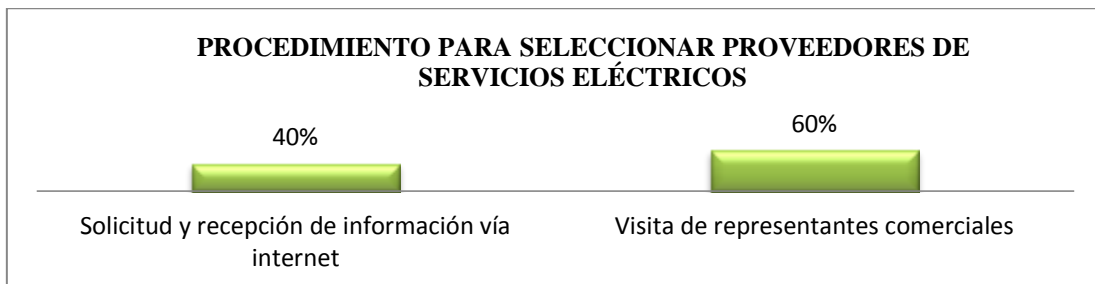 PROCEDIMIENTO PARA SELECCIONAR PROVEEDORES DE
SERVICIOS ELÉCTRICOS
40%
60%
Solicitud y recepción de información vía
internet
Visita de representantes comerciales